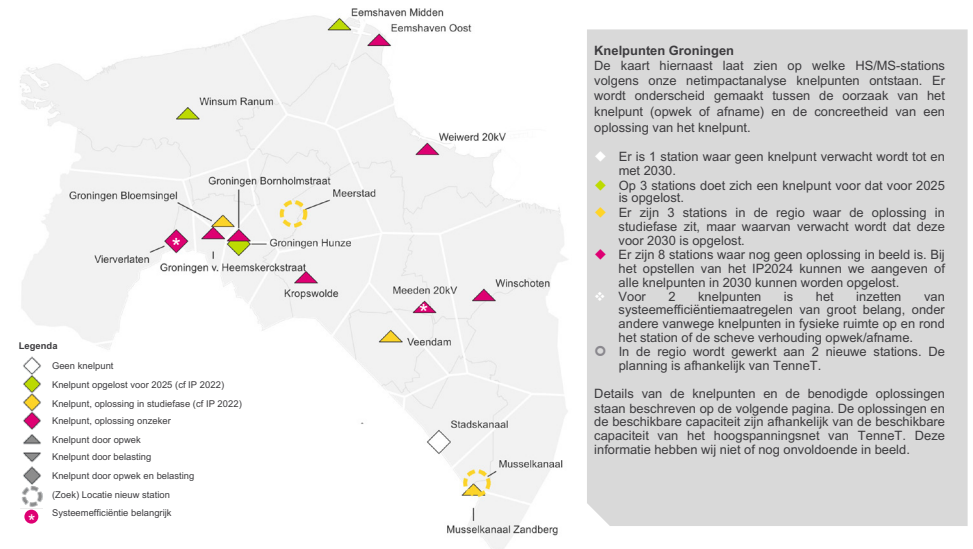 Eemshaven Midden
Eemshaven Oost
Winsum Ranum
Weiwerd 20kV
Groningen Bornholmstraat
Groningen Bloemsingel
Meerstad
Groningen Hunze
Vierverlaten
Groningen v. Heemskerckstraat
Kropswolde
Meeden 20kV
Winschoten
Veendam
Stadskanaal
Musselkanaal
Musselkanaal Zandberg
Legenda
Geen knelpunt
Knelpunt opgelost voor 2025 (cf IP 2022)
Knelpunt, oplossing in studiefase (cf IP 2022)
Knelpunt, oplossing onzeker
Knelpunt door opwek
Knelpunt door belasting
Knelpunt door opwek en belasting
(Zoek) Locatie nieuw station
Systeemefficiëntie belangrijk
Knelpunten Groningen
De kaart hiernaast laat zien op welke HS/MS-stations
volgens onze netimpactanalyse knelpunten ontstaan. Er
wordt onderscheid gemaakt tussen de oorzaak van het
knelpunt (opwek of afname) en de concreetheid van een
oplossing van het knelpunt.
Er is 1 station waar geen knelpunt verwacht wordt tot en
met 2030.
Op 3 stations doet zich een knelpunt voor dat voor 2025
is opgelost.
Er zijn 3 stations in de regio waar de oplossing in
studiefase zit, maar waarvan verwacht wordt dat deze
voor 2030 is opgelost.
Er zijn 8 stations waar nog geen oplossing in beeld is. Bij
het opstellen van het IP2024 kunnen we aangeven of
alle knelpunten in 2030 kunnen worden opgelost.
Voor 2 knelpunten is het inzetten van
systeemefficiëntiemaatregelen van groot belang, onder
andere vanwege knelpunten in fysieke ruimte op en rond
het station of de scheve verhouding opwek/afname.
In de regio wordt gewerkt aan 2 nieuwe stations. De
planning is afhankelijk van TenneT.
Details van de knelpunten en de benodigde oplossingen
staan beschreven op de volgende pagina. De oplossingen en
de beschikbare capaciteit zijn afhankelijk van de beschikbare
capaciteit van het hoogspanningsnet van TenneT. Deze
informatie hebben wij niet of nog onvoldoende in beeld.